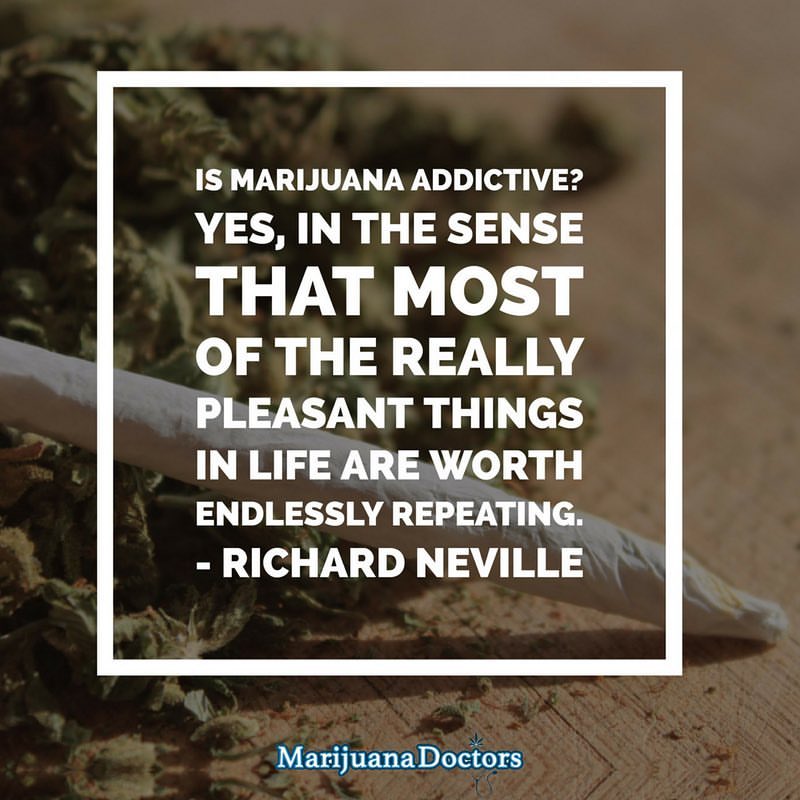 IS MARIJUANA ADDICTIVE?
YES, IN THE SENSE
THAT MOST
OF THE REALLY
PLEASANT THINGS
IN LIFE ARE WORTH
ENDLESSLY REPEATING.
- RICHARD NEVILLE
MarijuanaDoctors